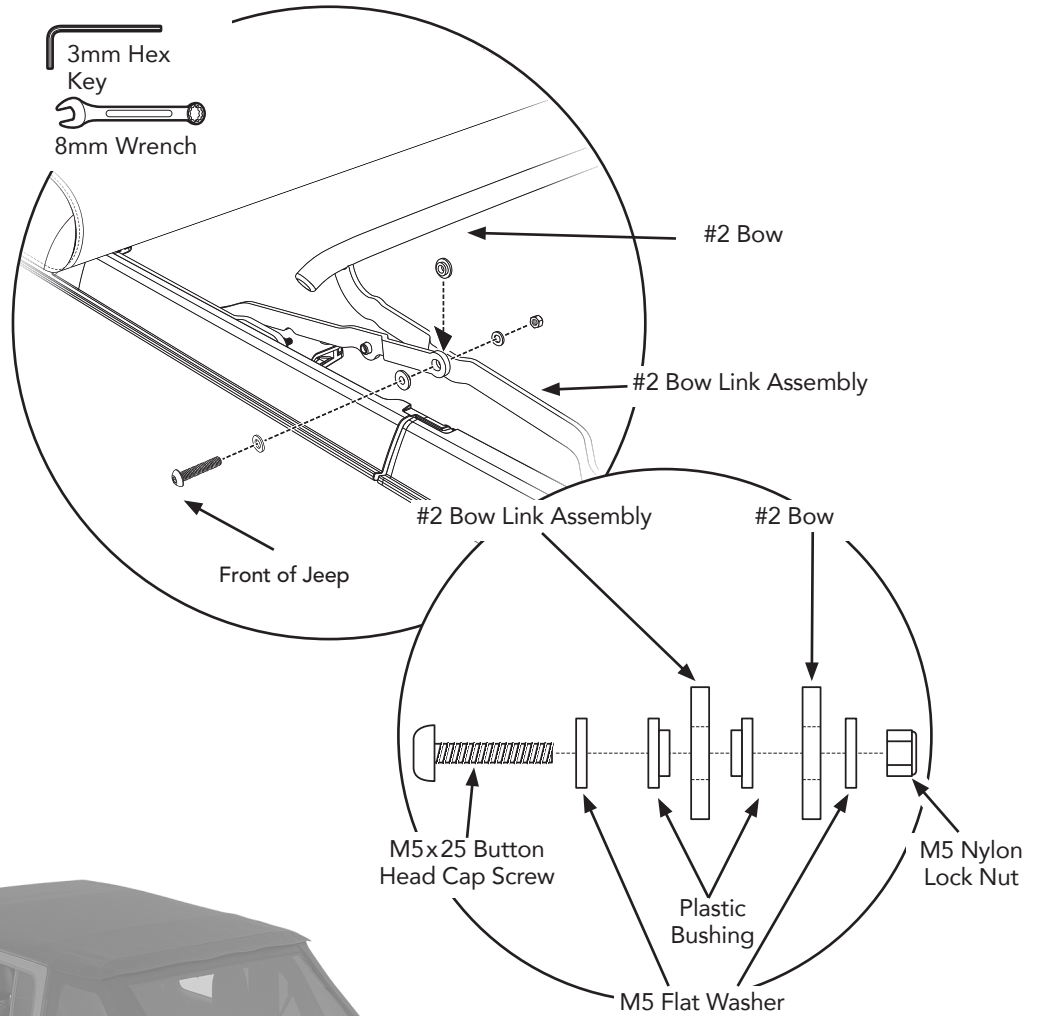 3mm Hex
Key
8mm Wrench
#2 Bow
#2 Bow Link Assembly
Front of Jeep
#2 Bow Link Assembly
#2 Bow
M5x25 Button
Head Cap Screw
Plastic
Bushing
M5 Nylon
Lock Nut
M5 Flat Washer